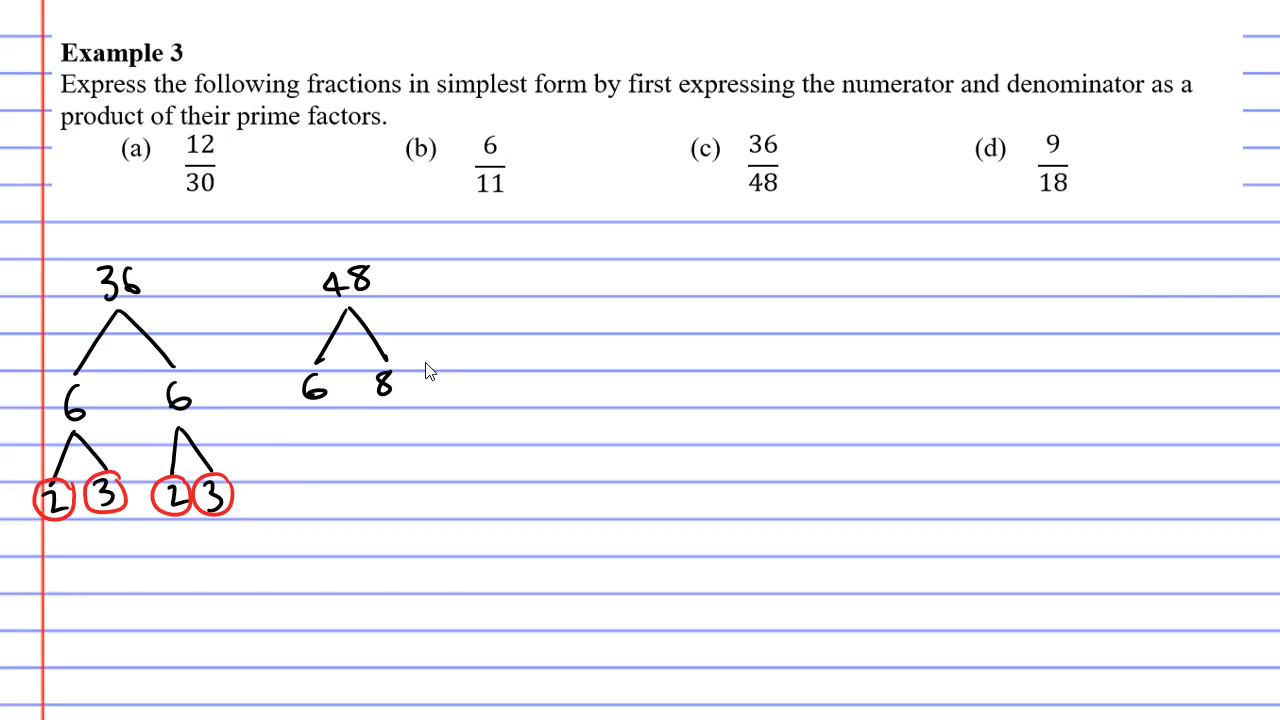 Example 3
Express the following fractions in simplest form by first expressing the numerator and denominator as a
product of their prime factors.
(a) 12/30 (b) 6/11 (c) 36/48 (d) 9/18
36 48
6 6 6 8
2 3 2 3